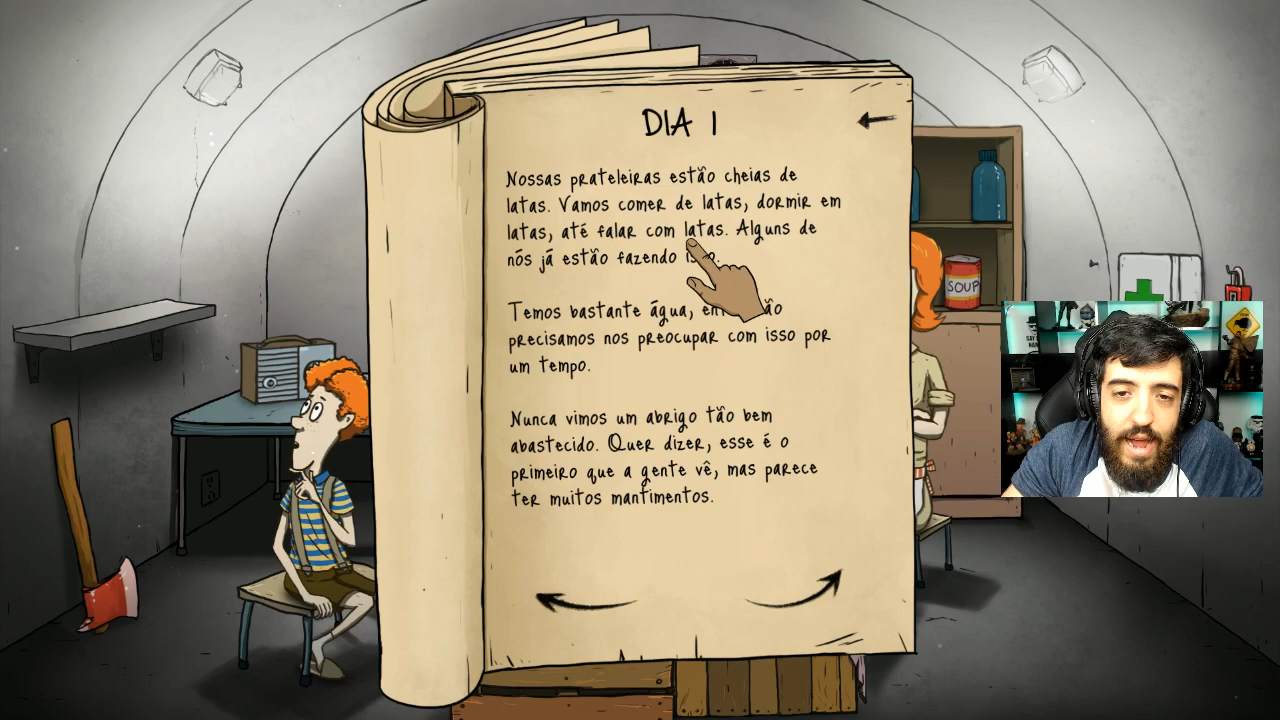 DIA 1
Nossas prateleiras estão cheias de
latas. Vamos comer de latas, dormir em
latas, até falar com latas. Alguns de
nós já estão fazendo
Temos bastante água,
precisamos nos preocupar com isso por
um tempo.
Nunca vimos um abrigo tão bem
abastecido. Quer dizer, esse é o
primeiro que a gente vê, mas parece
ter muitos mantimentos.
SOUP